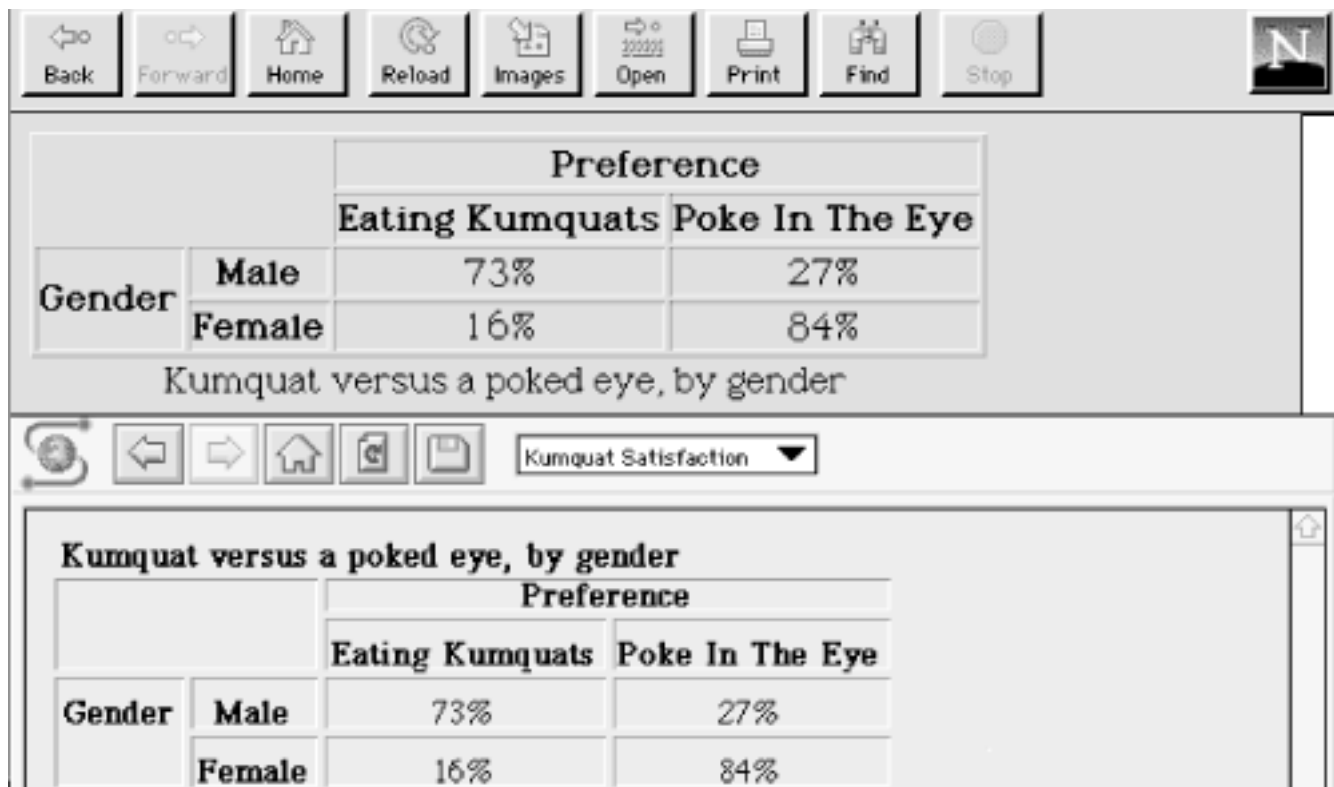 Back Forward Home Reload Images Open Print Find Stop N
Preference
Eating Kumquats Poke In The Eye
Gender Male 73% 27%
Female 16% 84%
Kumquat versus a poked eye, by gender
Kumquat Satisfaction
Kumquat versus a poked eye, by gender
Preference
Eating Kumquats Poke In The Eye
Gender Male 73% 27%
Female 16% 84%